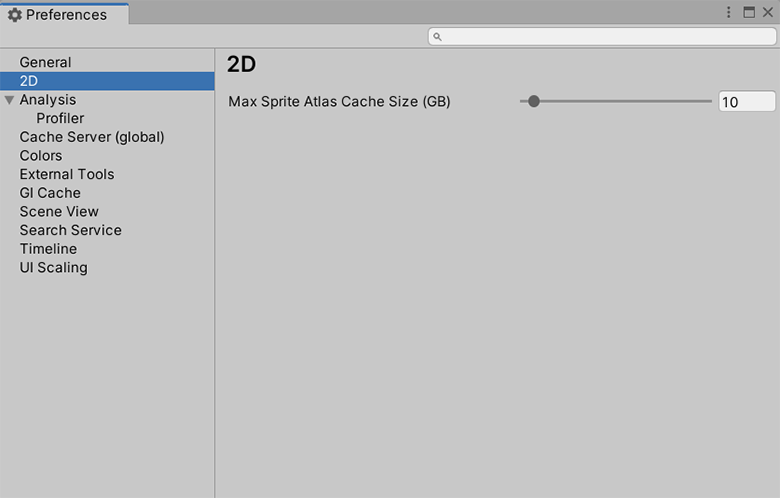 Preferences
General
2D
Analysis
Profiler
Cache Server (global)
Colors
External Tools
GI Cache
Scene View
Search Service
Timeline
UI Scaling
2D
Max Sprite Atlas Cache Size (GB) 10